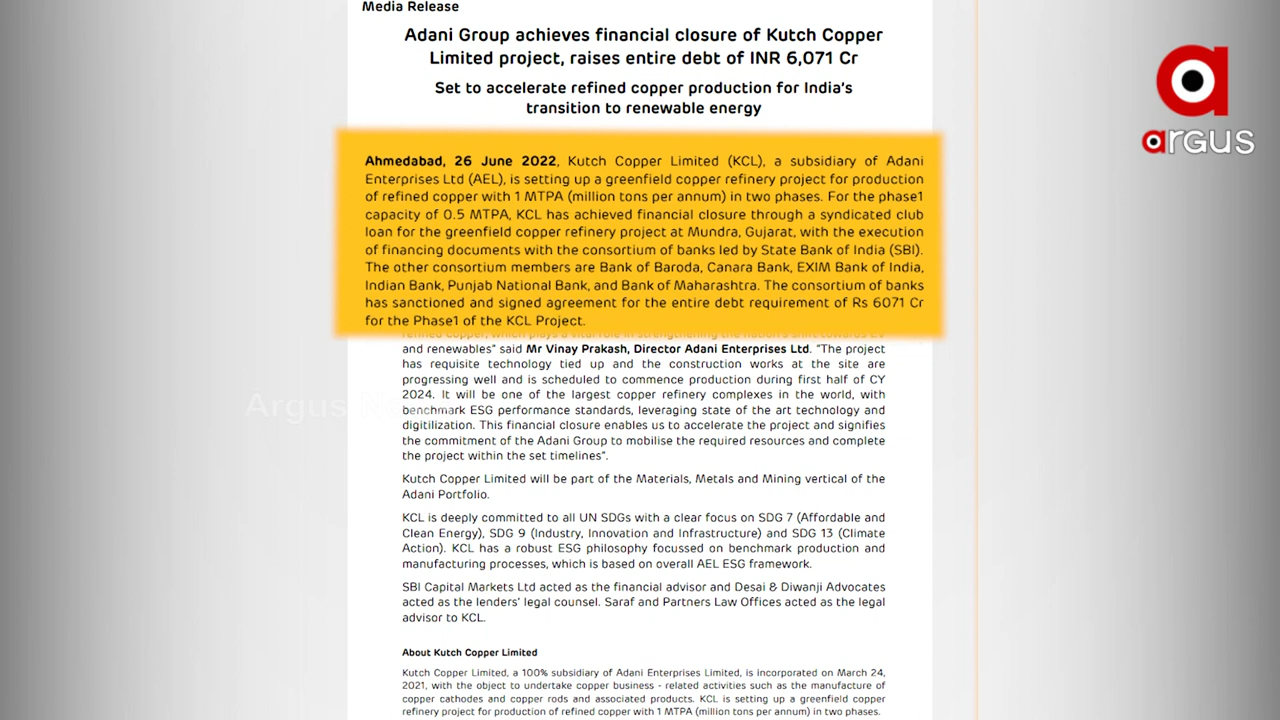 Media Release
Adani Group achieves financial closure of Kutch Copper
Limited project, raises entire debt of INR 6,071 Cr
Set to accelerate refined copper production for India's
transition to renewable energy
argus
Ahmedabad, 26 June 2022, Kutch Copper Limited (KCL), a subsidiary of Adani
Enterprises Ltd (AEL), is setting up a greenfield copper refinery project for production
of refined copper with 1 MTPA (million tons per annum) in two phases. For the phase1
capacity of 0.5 MTPA, KCL has achieved financial closure through a syndicated club
loan for the greenfield copper refinery project at Mundra, Gujarat, with the execution
of financing documents with the consortium of banks led by State Bank of India (SBI).
The other consortium members are Bank of Baroda, Canara Bank, EXIM Bank of India,
Indian Bank, Punjab National Bank, and Bank of Maharashtra. The consortium of banks
has sanctioned and signed agreement for the entire debt requirement of Rs 6071 Cr
for the Phase1 of the KCL Project.
refined copper, which plays a vital role in strengthening the nation's shift towards EV
and renewables" said Mr Vinay Prakash, Director Adani Enterprises Ltd. "The project
has requisite technology tied up and the construction works at the site are
progressing well and is scheduled to commence production during first half of CY
2024. It will be one of the largest copper refinery complexes in the world, with
benchmark ESG performance standards, leveraging state of the art technology and
digitilization. This financial closure enables us to accelerate the project and signifies
the commitment of the Adani Group to mobilise the required resources and complete
the project within the set timelines".
Argus
Kutch Copper Limited will be part of the Materials, Metals and Mining vertical of the
Adani Portfolio.
KCL is deeply committed to all UN SDGs with a clear focus on SDG 7 (Affordable and
Clean Energy), SDG 9 (Industry, Innovation and Infrastructure) and SDG 13 (Climate
Action). KCL has a robust ESG philosophy focussed on benchmark production and
manufacturing processes, which is based on overall AEL ESG framework.
SBI Capital Markets Ltd acted as the financial advisor and Desai & Diwanji Advocates
acted as the lenders' legal counsel. Saraf and Partners Law Offices acted as the legal
advisor to KCL.
About Kutch Copper Limited
Kutch Copper Limited, a 100% subsidiary of Adani Enterprises Limited, is incorporated on March 24,
2021, with the object to undertake copper business - related activities such as the manufacture of
copper cathodes and copper rods and associated products. KCL is setting up a greenfield copper
refinery project for production of refined copper with 1 MTPA (million tons per annum) in two phases.